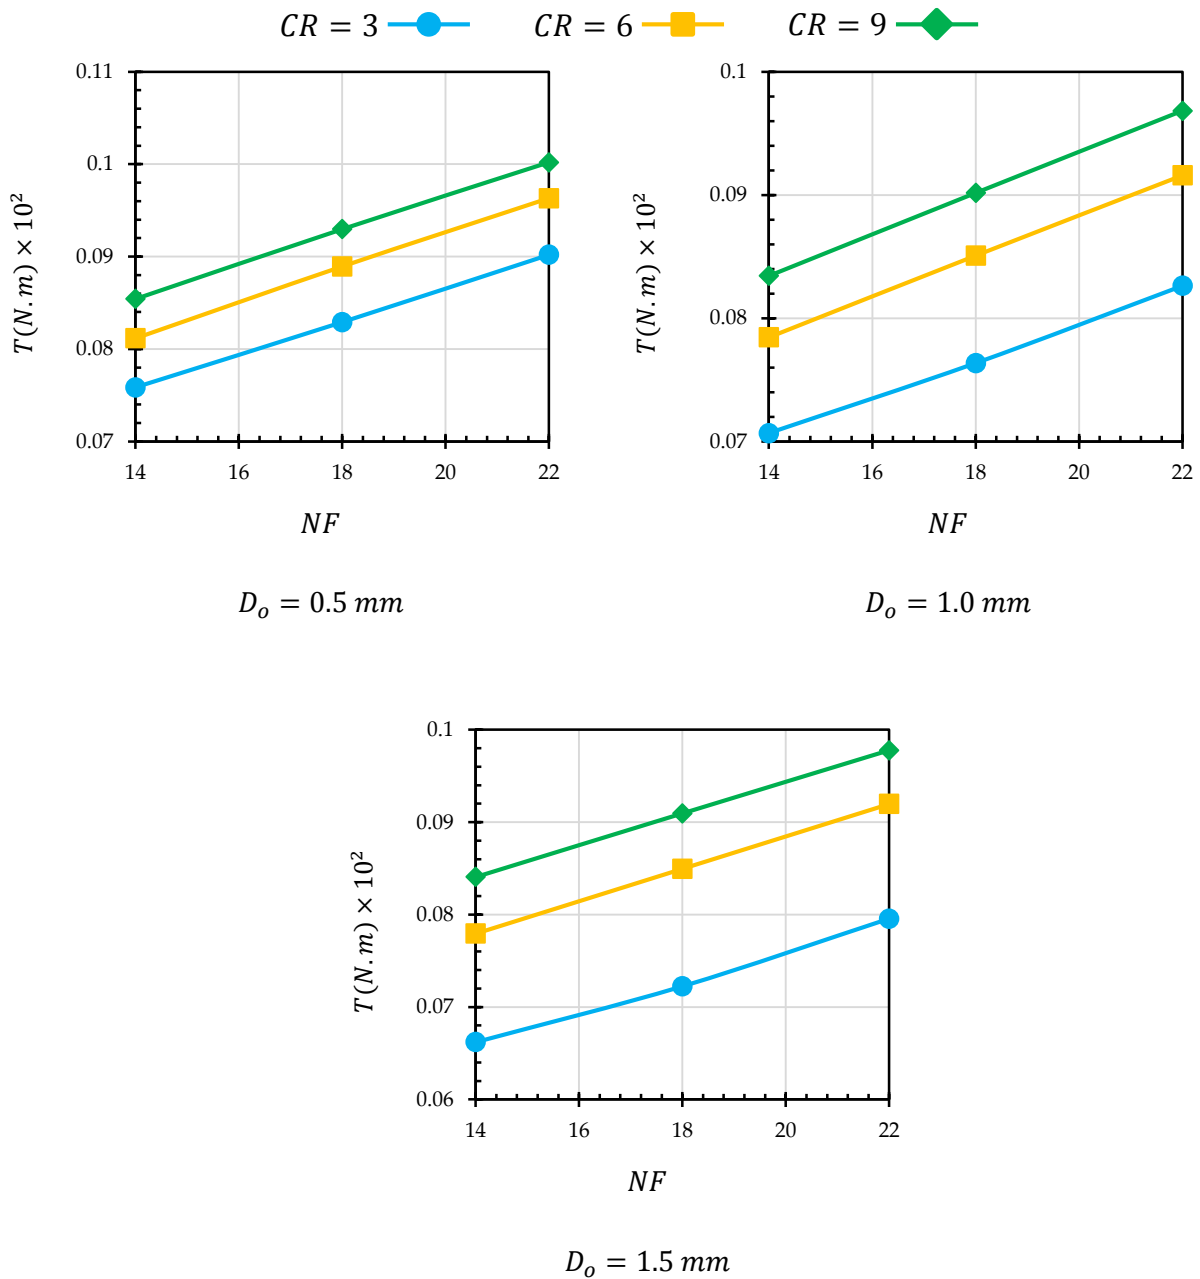 CR = 3 CR = 6 CR = 9
0.11
0.1
0.09
0.08
0.07
T(N.m) × 10²
14 16 18 20 22
NF
D₀ = 0.5 mm
0.1
0.09
0.08
0.07
T(N.m) × 10²
14 16 18 20 22
NF
Dₒ = 1.0 mm
0.1
0.09
0.08
0.07
0.06
T(N.m) × 10²
14 16 18 20 22
NF
Dₒ = 1.5 mm